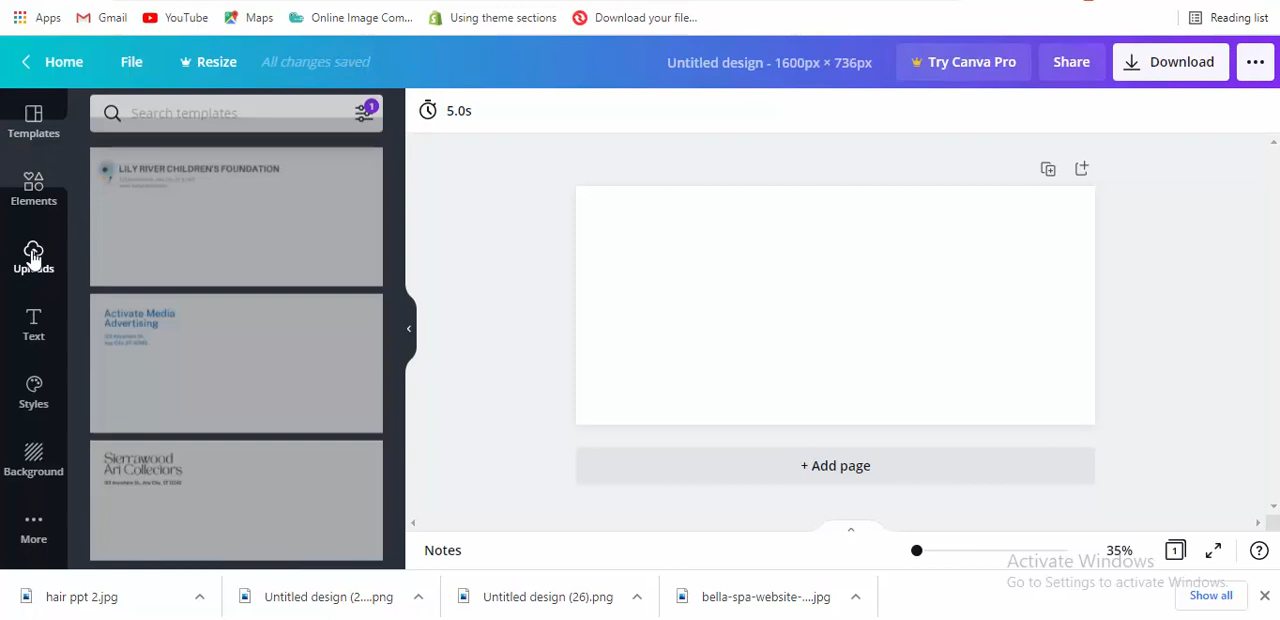 Apps Gmail YouTube Maps Online Image Com... Using theme sections Download your file... Reading list
Home File Resize All changes saved Untitled design - 1600px × 736px Try Canva Pro Share Download
Templates
Search templates
1
5.0s
LILY RIVER CHILDREN'S FOUNDATION
Elements
Uploads
Activate Media
Advertising
Text
Styles
Background
Sierrawood
Art Collectors
+ Add page
More
Notes
35%
1
Activate Windows
Go to Settings to activate Windows.
hair ppt 2.jpg Untitled design (2....png Untitled design (26).png bella-spa-website-....jpg Show all